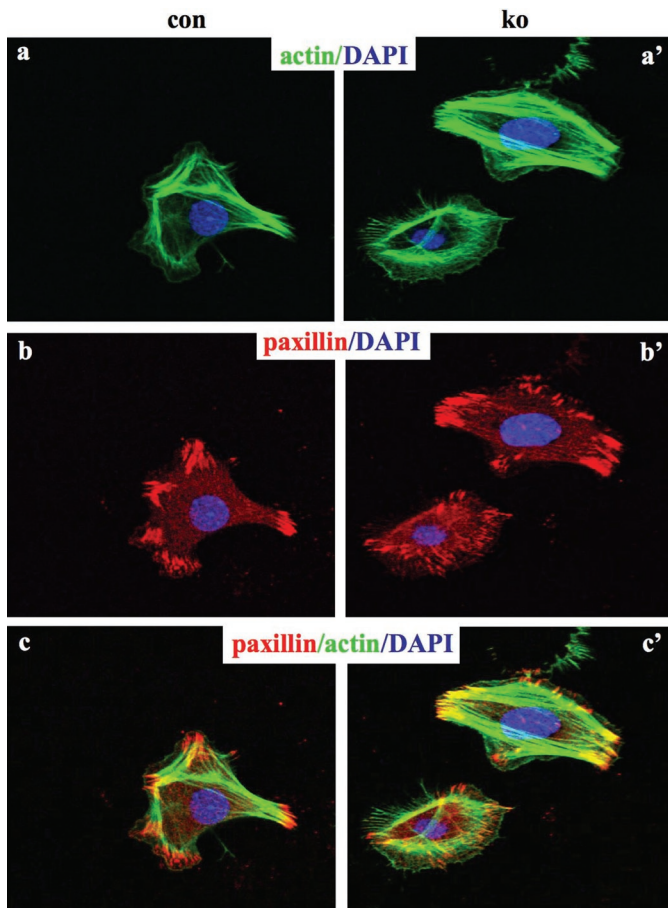 con ko
a actin/DAPI a’
b paxillin/DAPI b’
c paxillin/actin/DAPI c’